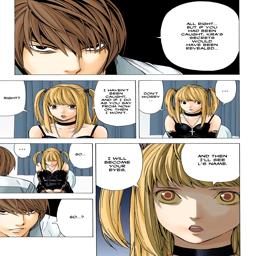 ALL RIGHT...
BUT IF YOU
HAD BEEN
CAUGHT, KIRA'S
SECRETS
WOULD
HAVE BEEN
REVEALED...
DON'T
WORRY
...
I HAVEN'T
BEEN
CAUGHT,
AND IF I DO
AS YOU SAY
FROM NOW
ON,
THEN I
WON'T.
RIGHT?
...
SO...
AND THEN
I'LL SEE
L'S NAME.
I WILL
BECOME
YOUR
EYES.
SO...?